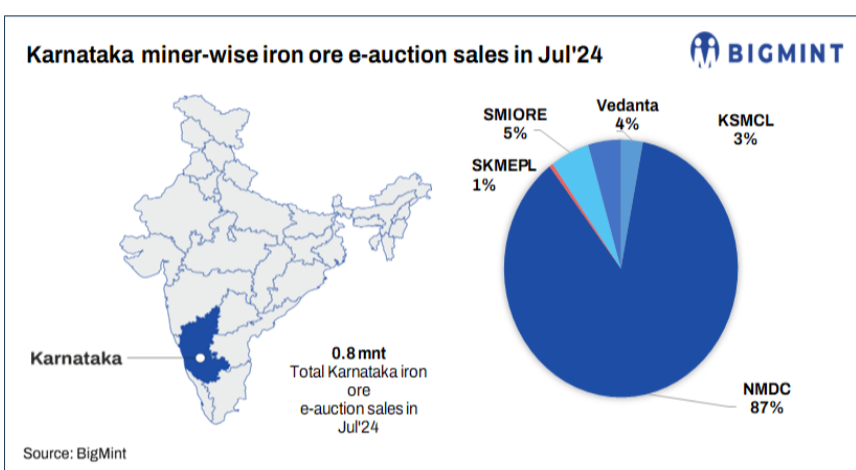 Karnataka miner-wise iron ore e-auction sales in Jul'24
BIGMINT
Vedanta
4%
SMIORE
5%
KSMCL
3%
SKMEPL
1%
Karnataka
0.8 mnt
Total Karnataka iron
ore
e-auction sales in
Jul'24
NMDC
87%
Source: BigMint